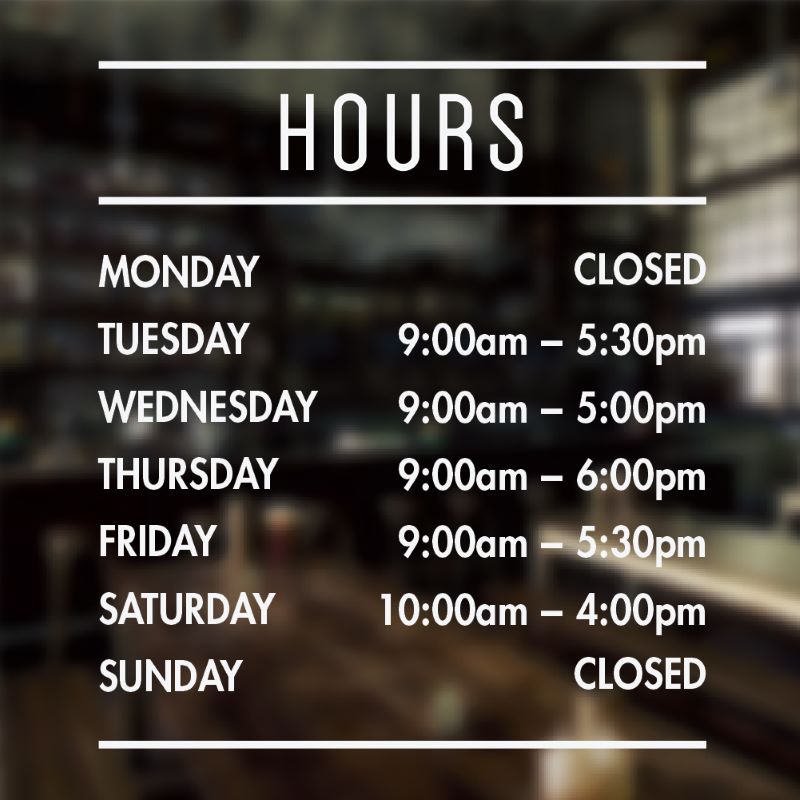 HOURS
MONDAY CLOSED
TUESDAY 9:00am – 5:30pm
WEDNESDAY 9:00am – 5:00pm
THURSDAY 9:00am – 6:00pm
FRIDAY 9:00am – 5:30pm
SATURDAY 10:00am – 4:00pm
SUNDAY CLOSED